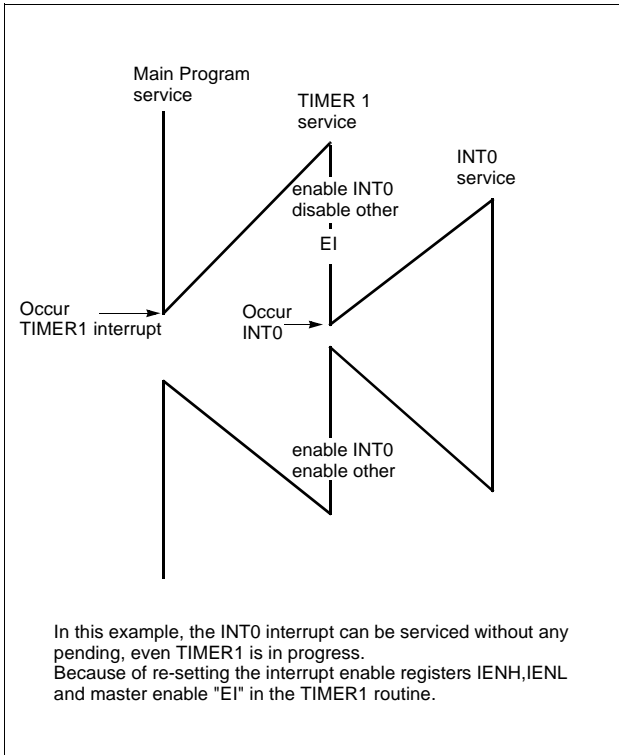 Main Program
service
TIMER 1
service
INT0
service
enable INT0
disable other
EI
Occur
TIMER1 interrupt
Occur
INT0
enable INT0
enable other
In this example, the INT0 interrupt can be serviced without any
pending, even TIMER1 is in progress.
Because of re-setting the interrupt enable registers IENH,IENL
and master enable "EI" in the TIMER1 routine.